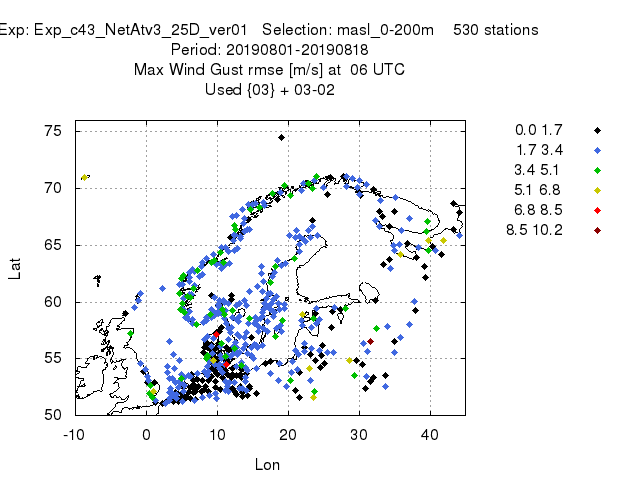 Exp: Exp_c43_NetAtv3_25D_ver01 Selection: masl_0-200m 530 stations
Period: 20190801-20190818
Max Wind Gust rmse [m/s] at 06 UTC
Used {03} + 03-02
0.0 1.7
1.7 3.4
3.4 5.1
5.1 6.8
6.8 8.5
8.5 10.2
75
70
65
60
55
50
Lat
-10 0 10 20 30 40
Lon